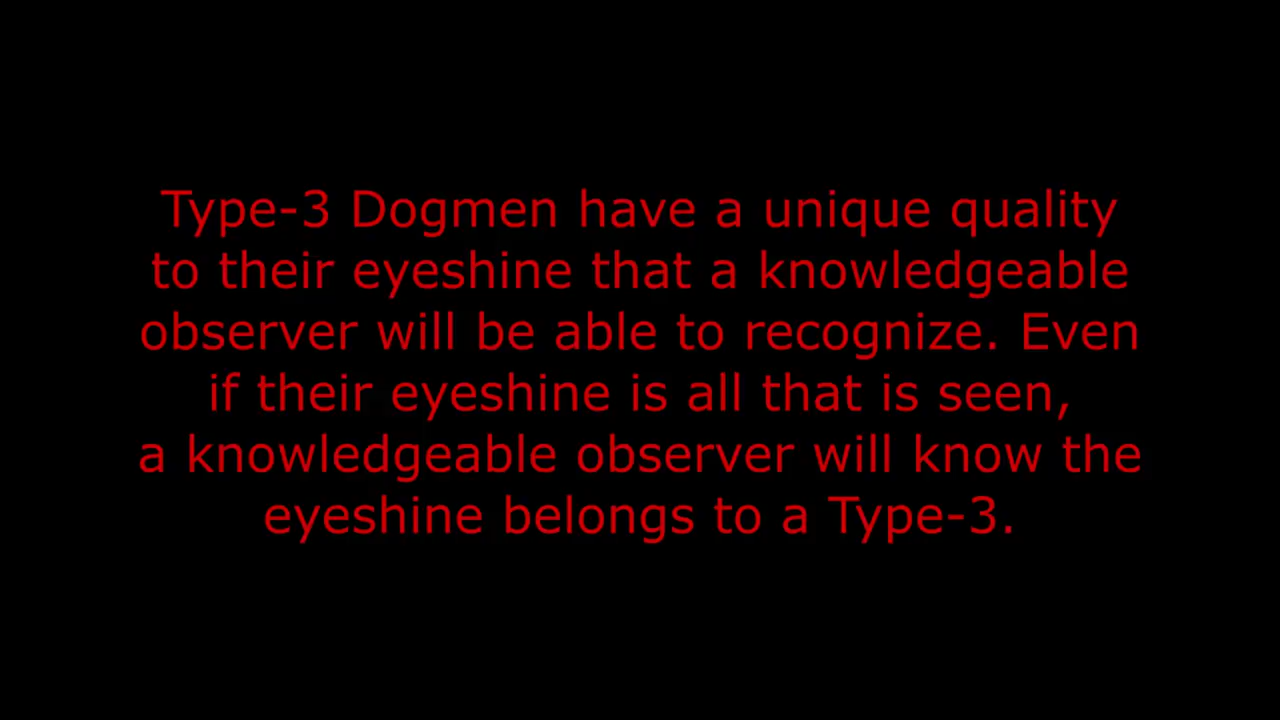 Type-3 Dogmen have a unique quality
to their eyeshine that a knowledgeable
observer will be able to recognize. Even
if their eyeshine is all that is seen,
a knowledgeable observer will know the
eyeshine belongs to a Type-3.